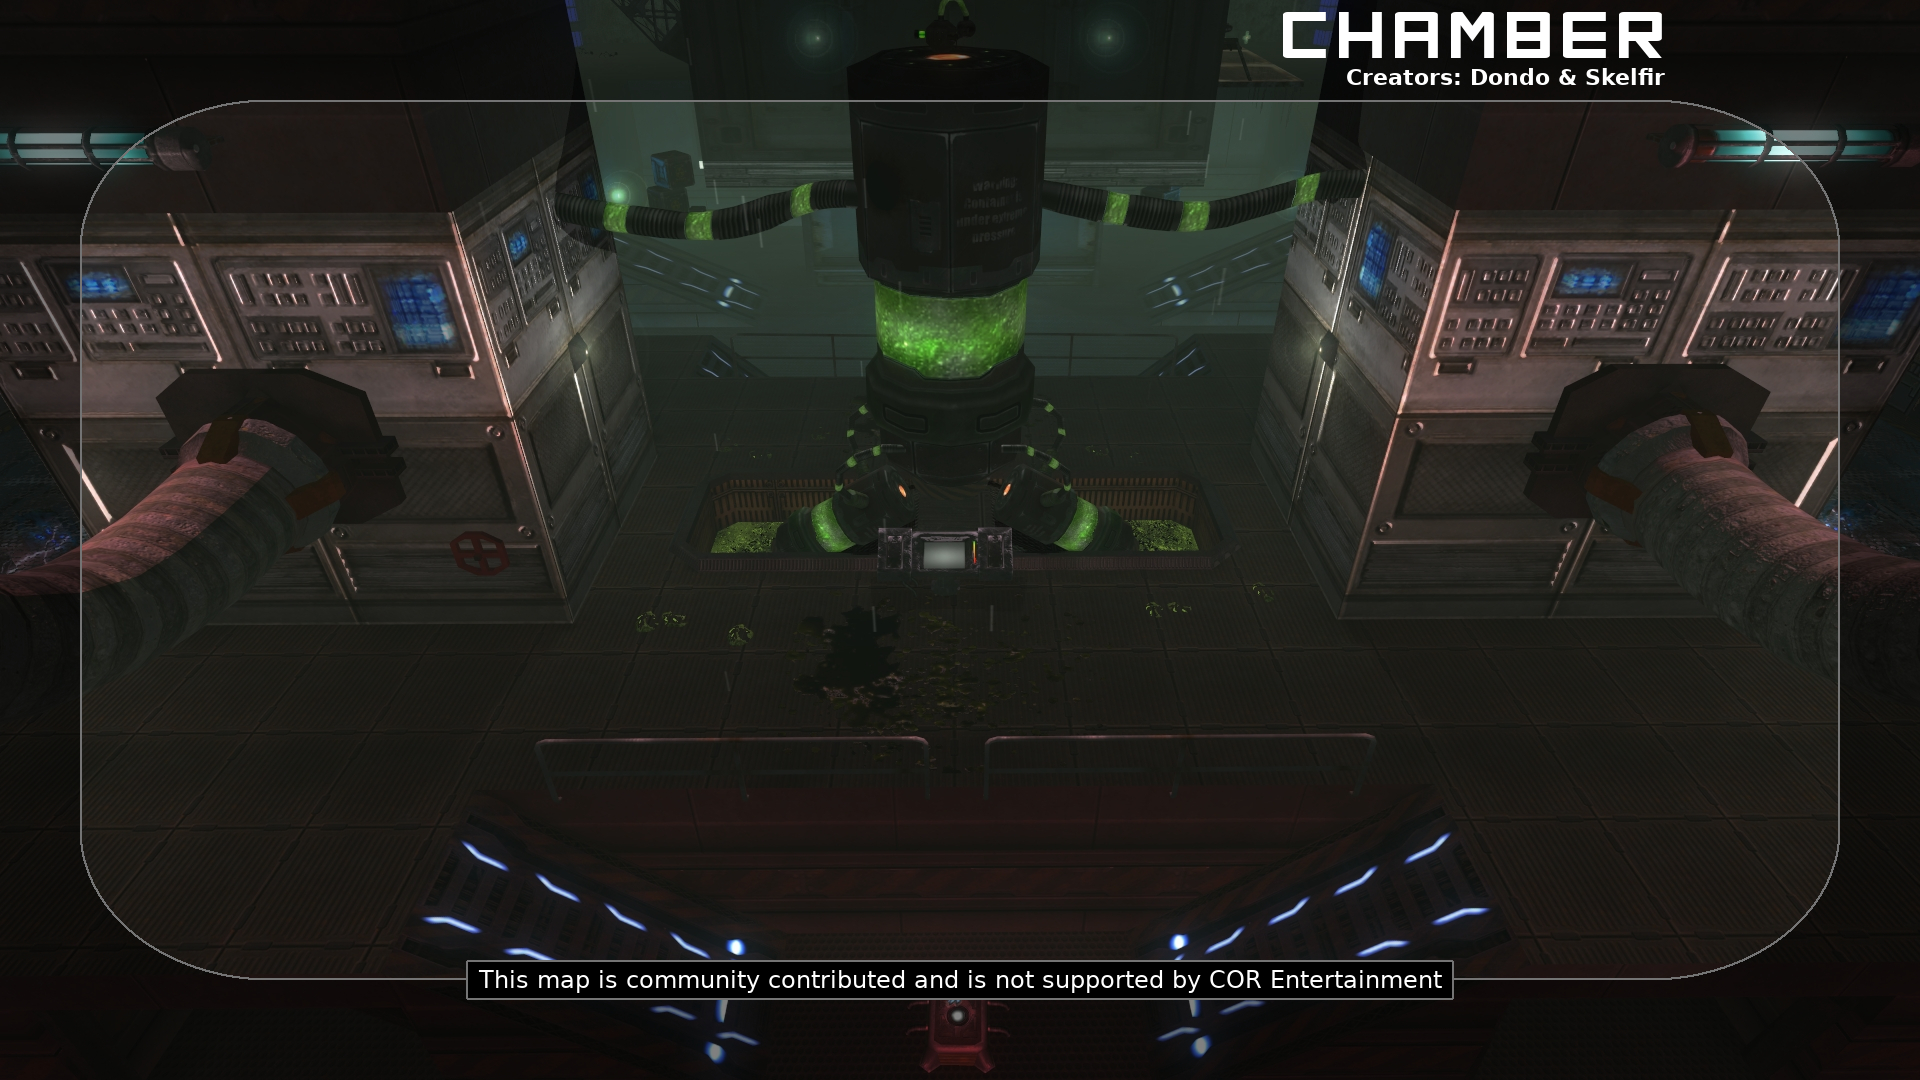 CHAMBER
Creators: Dondo & Skelfir
This map is community contributed and is not supported by COR Entertainment